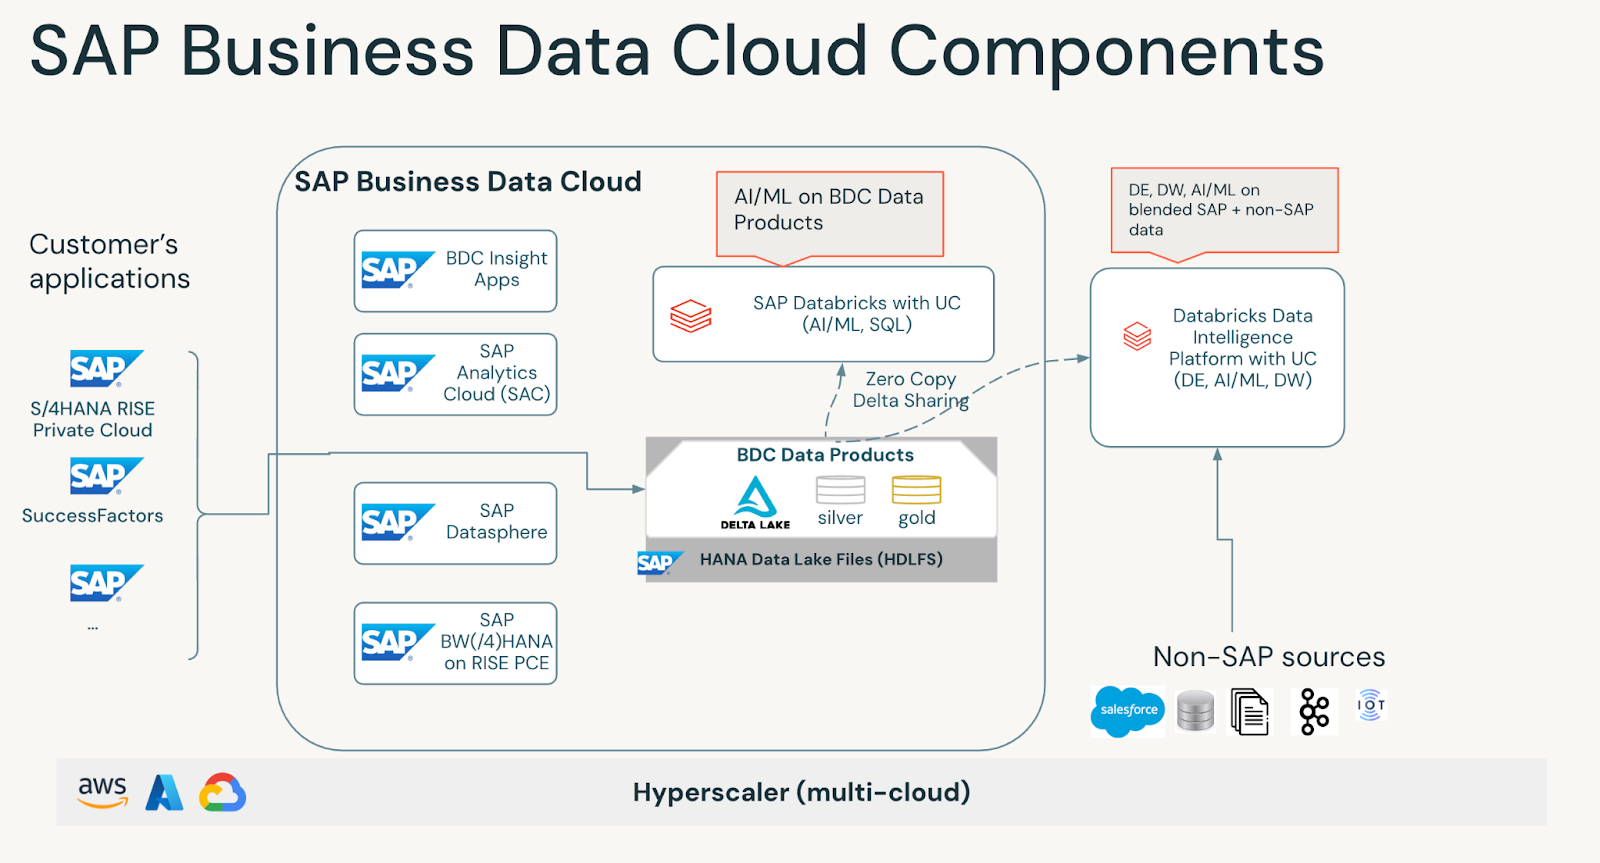 SAP Business Data Cloud Components
SAP Business Data Cloud
Customer's
applications
SAP
S/4HANA RISE
Private Cloud
SAP
SuccessFactors
SAP
...
SAP
BDC Insight
Apps
SAP
SAP
Analytics
Cloud (SAC)
SAP
SAP
Datasphere
SAP
SAP
BW(/4)HANA
on RISE PCE
AI/ML on BDC Data
Products
SAP Databricks with UC
(AI/ML, SQL)
Zero Copy
Delta Sharing
BDC Data Products
DELTA LAKE
silver
gold
SAP
HANA Data Lake Files (HDLFS)
DE, DW, AI/ML on
blended SAP + non-SAP
data
Databricks Data
Intelligence
Platform with UC
(DE, AI/ML, DW)
Non-SAP sources
salesforce
IOT
aws
Hyperscaler (multi-cloud)